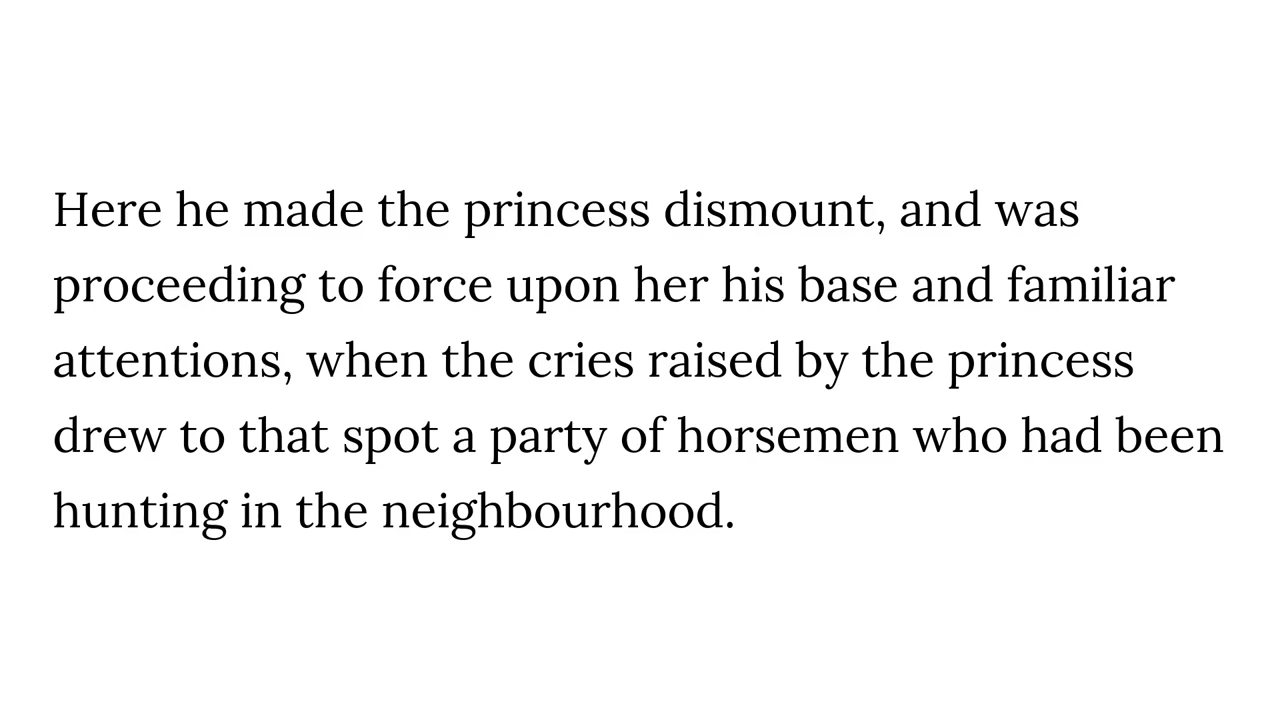 Here he made the princess dismount, and was
proceeding to force upon her his base and familiar
attentions, when the cries raised by the princess
drew to that spot a party of horsemen who had been
hunting in the neighbourhood.